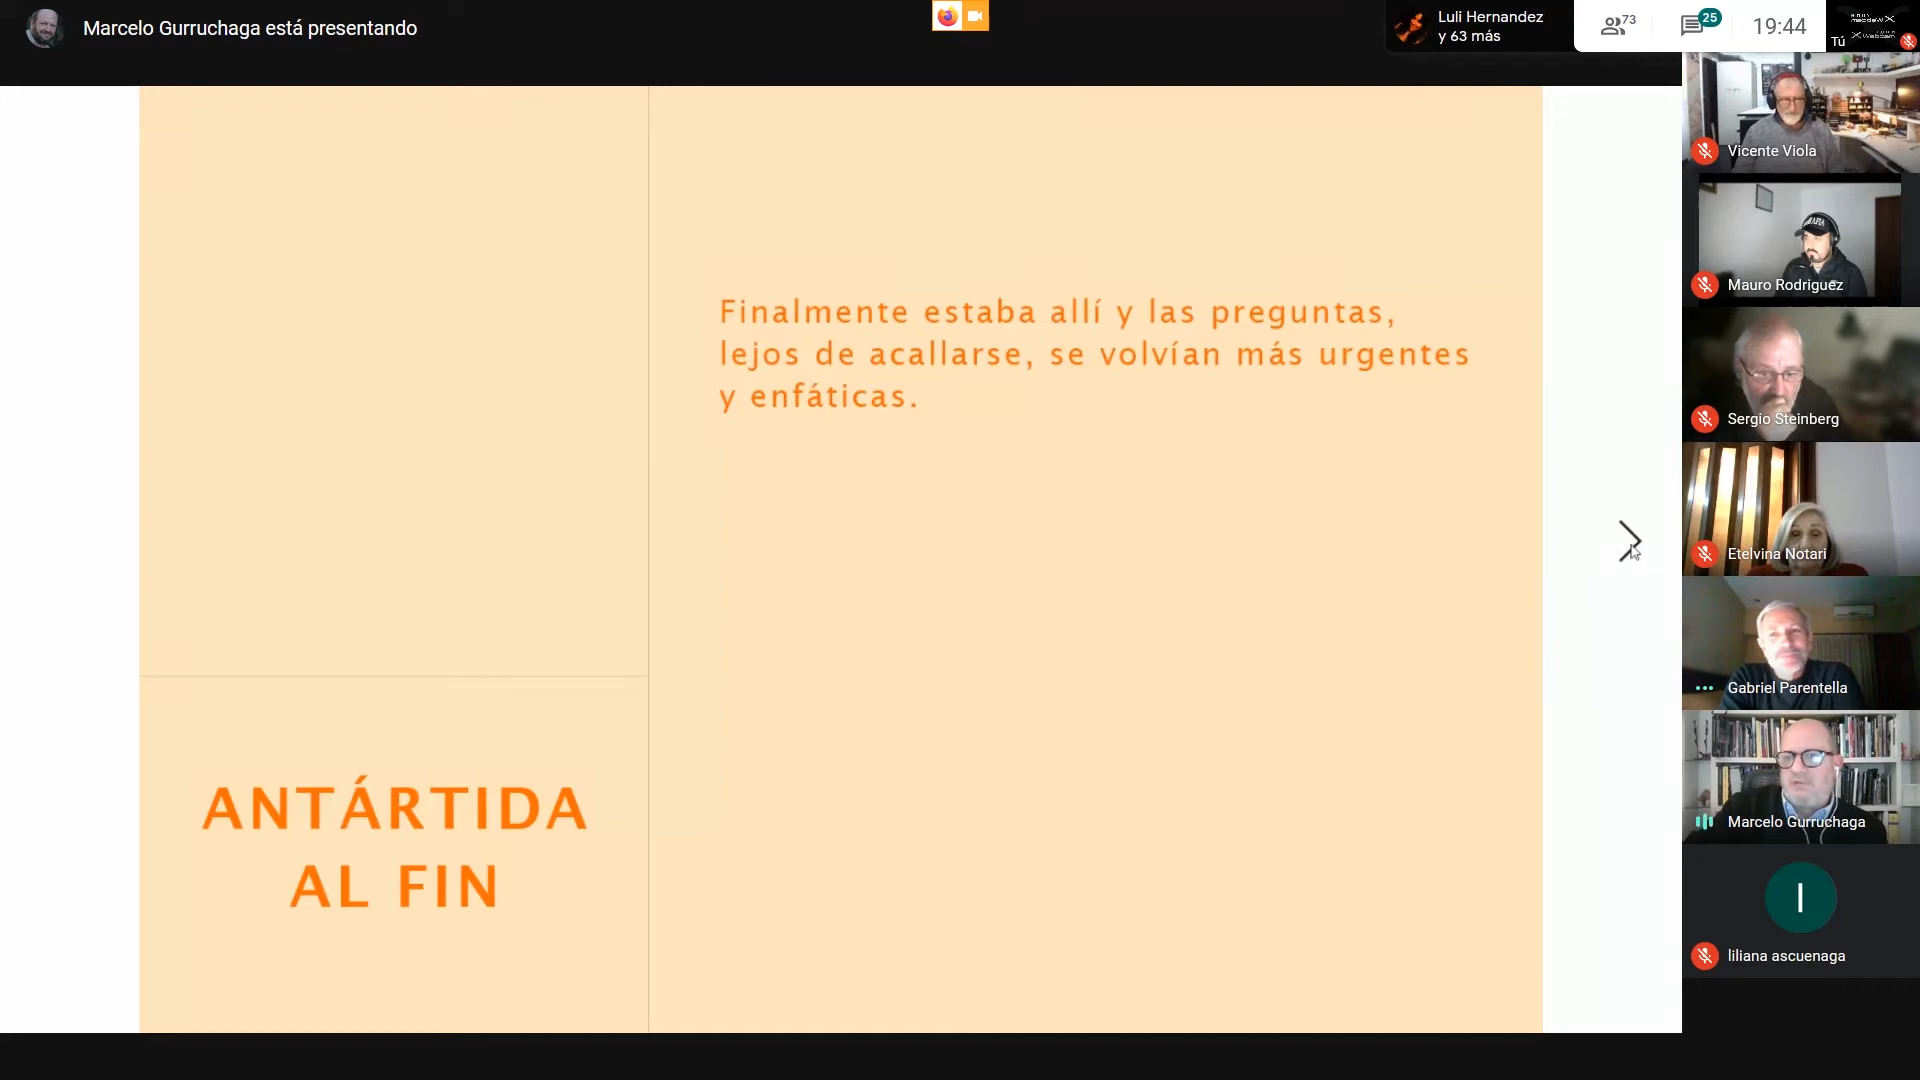 Marcelo Gurruchaga está presentando
Luli Hernandez
y 63 más
73
25
19:44
Tú
Vicente Viola
Mauro Rodriguez
Sergio Steinberg
Etelvina Notari
Gabriel Parentella
Marcelo Gurruchaga
l
liliana ascuenaga
Finalmente estaba allí y las preguntas,
lejos de acallarse, se volvían más urgentes
y enfáticas.
ANTÁRTIDA
AL FIN